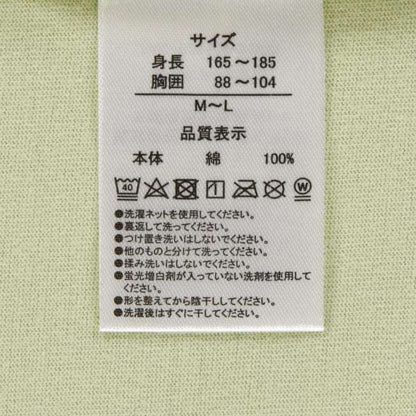 サイズ
身長 165～185
胸囲 88～104
M～L
品質表示
本体 綿 100%
40 W
●洗濯ネットを使用してください。
●裏返して洗ってください。
●つけ置き洗いはしないでください。
●他のものと分けて洗ってください。
●揉み洗いはしないでください。
●蛍光増白剤が入っていない洗剤を使用して
ください。
●形を整えてから陰干ししてください。
●洗濯後はすぐに干してください。